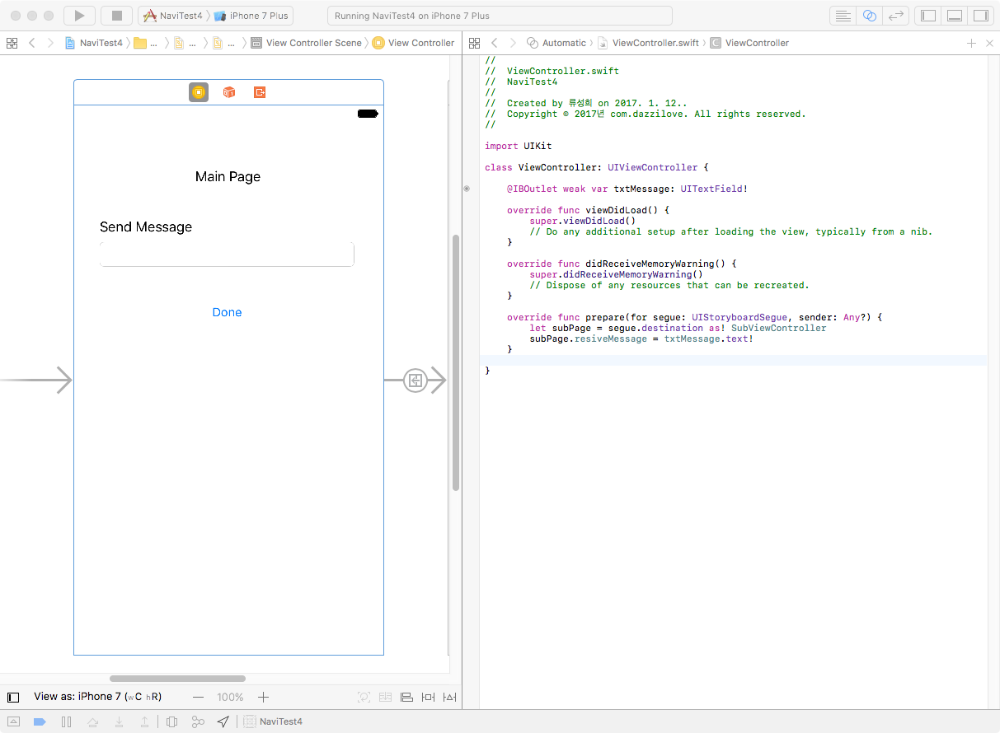 NaviTest4 iPhone 7 Plus
Running NaviTest4 on iPhone 7 Plus
NaviTest4 ... ... ... View Controller Scene View Controller
Automatic ViewController.swift ViewController
Main Page
Send Message
Done
//
//  ViewController.swift
//  NaviTest4
//
//  Created by 류성희 on 2017. 1. 12..
//  Copyright © 2017년 com.dazzilove. All rights reserved.
//
import UIKit
class ViewController: UIViewController {
    @IBOutlet weak var txtMessage: UITextField!
    override func viewDidLoad() {
        super.viewDidLoad()
        // Do any additional setup after loading the view, typically from a nib.
    }
    override func didReceiveMemoryWarning() {
        super.didReceiveMemoryWarning()
        // Dispose of any resources that can be recreated.
    }
    override func prepare(for segue: UIStoryboardSegue, sender: Any?) {
        let subPage = segue.destination as! SubViewController
        subPage.resiveMessage = txtMessage.text!
    }
}
View as: iPhone 7 (wC hR) — 100% +
NaviTest4